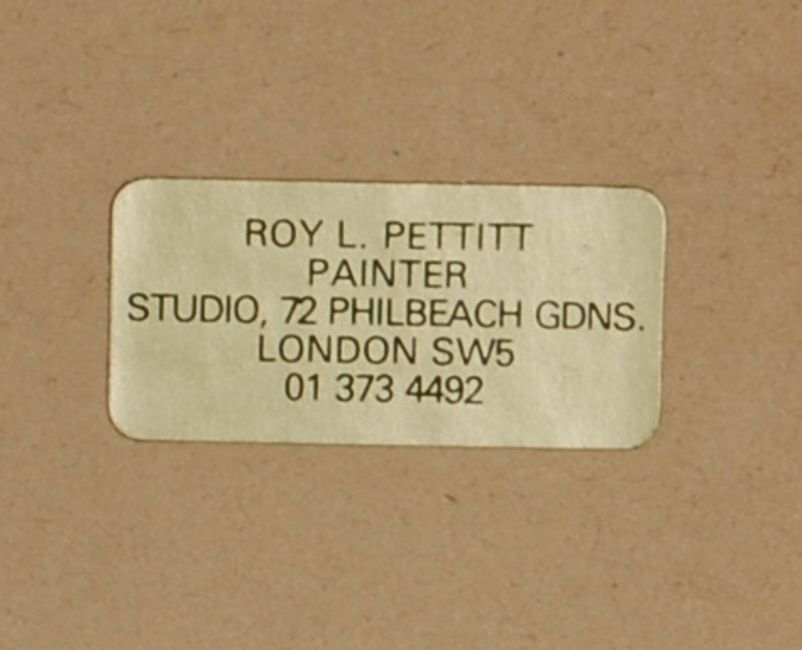 ROY L. PETTITT
PAINTER
STUDIO, 72 PHILBEACH GDNS.
LONDON SW5
01 373 4492